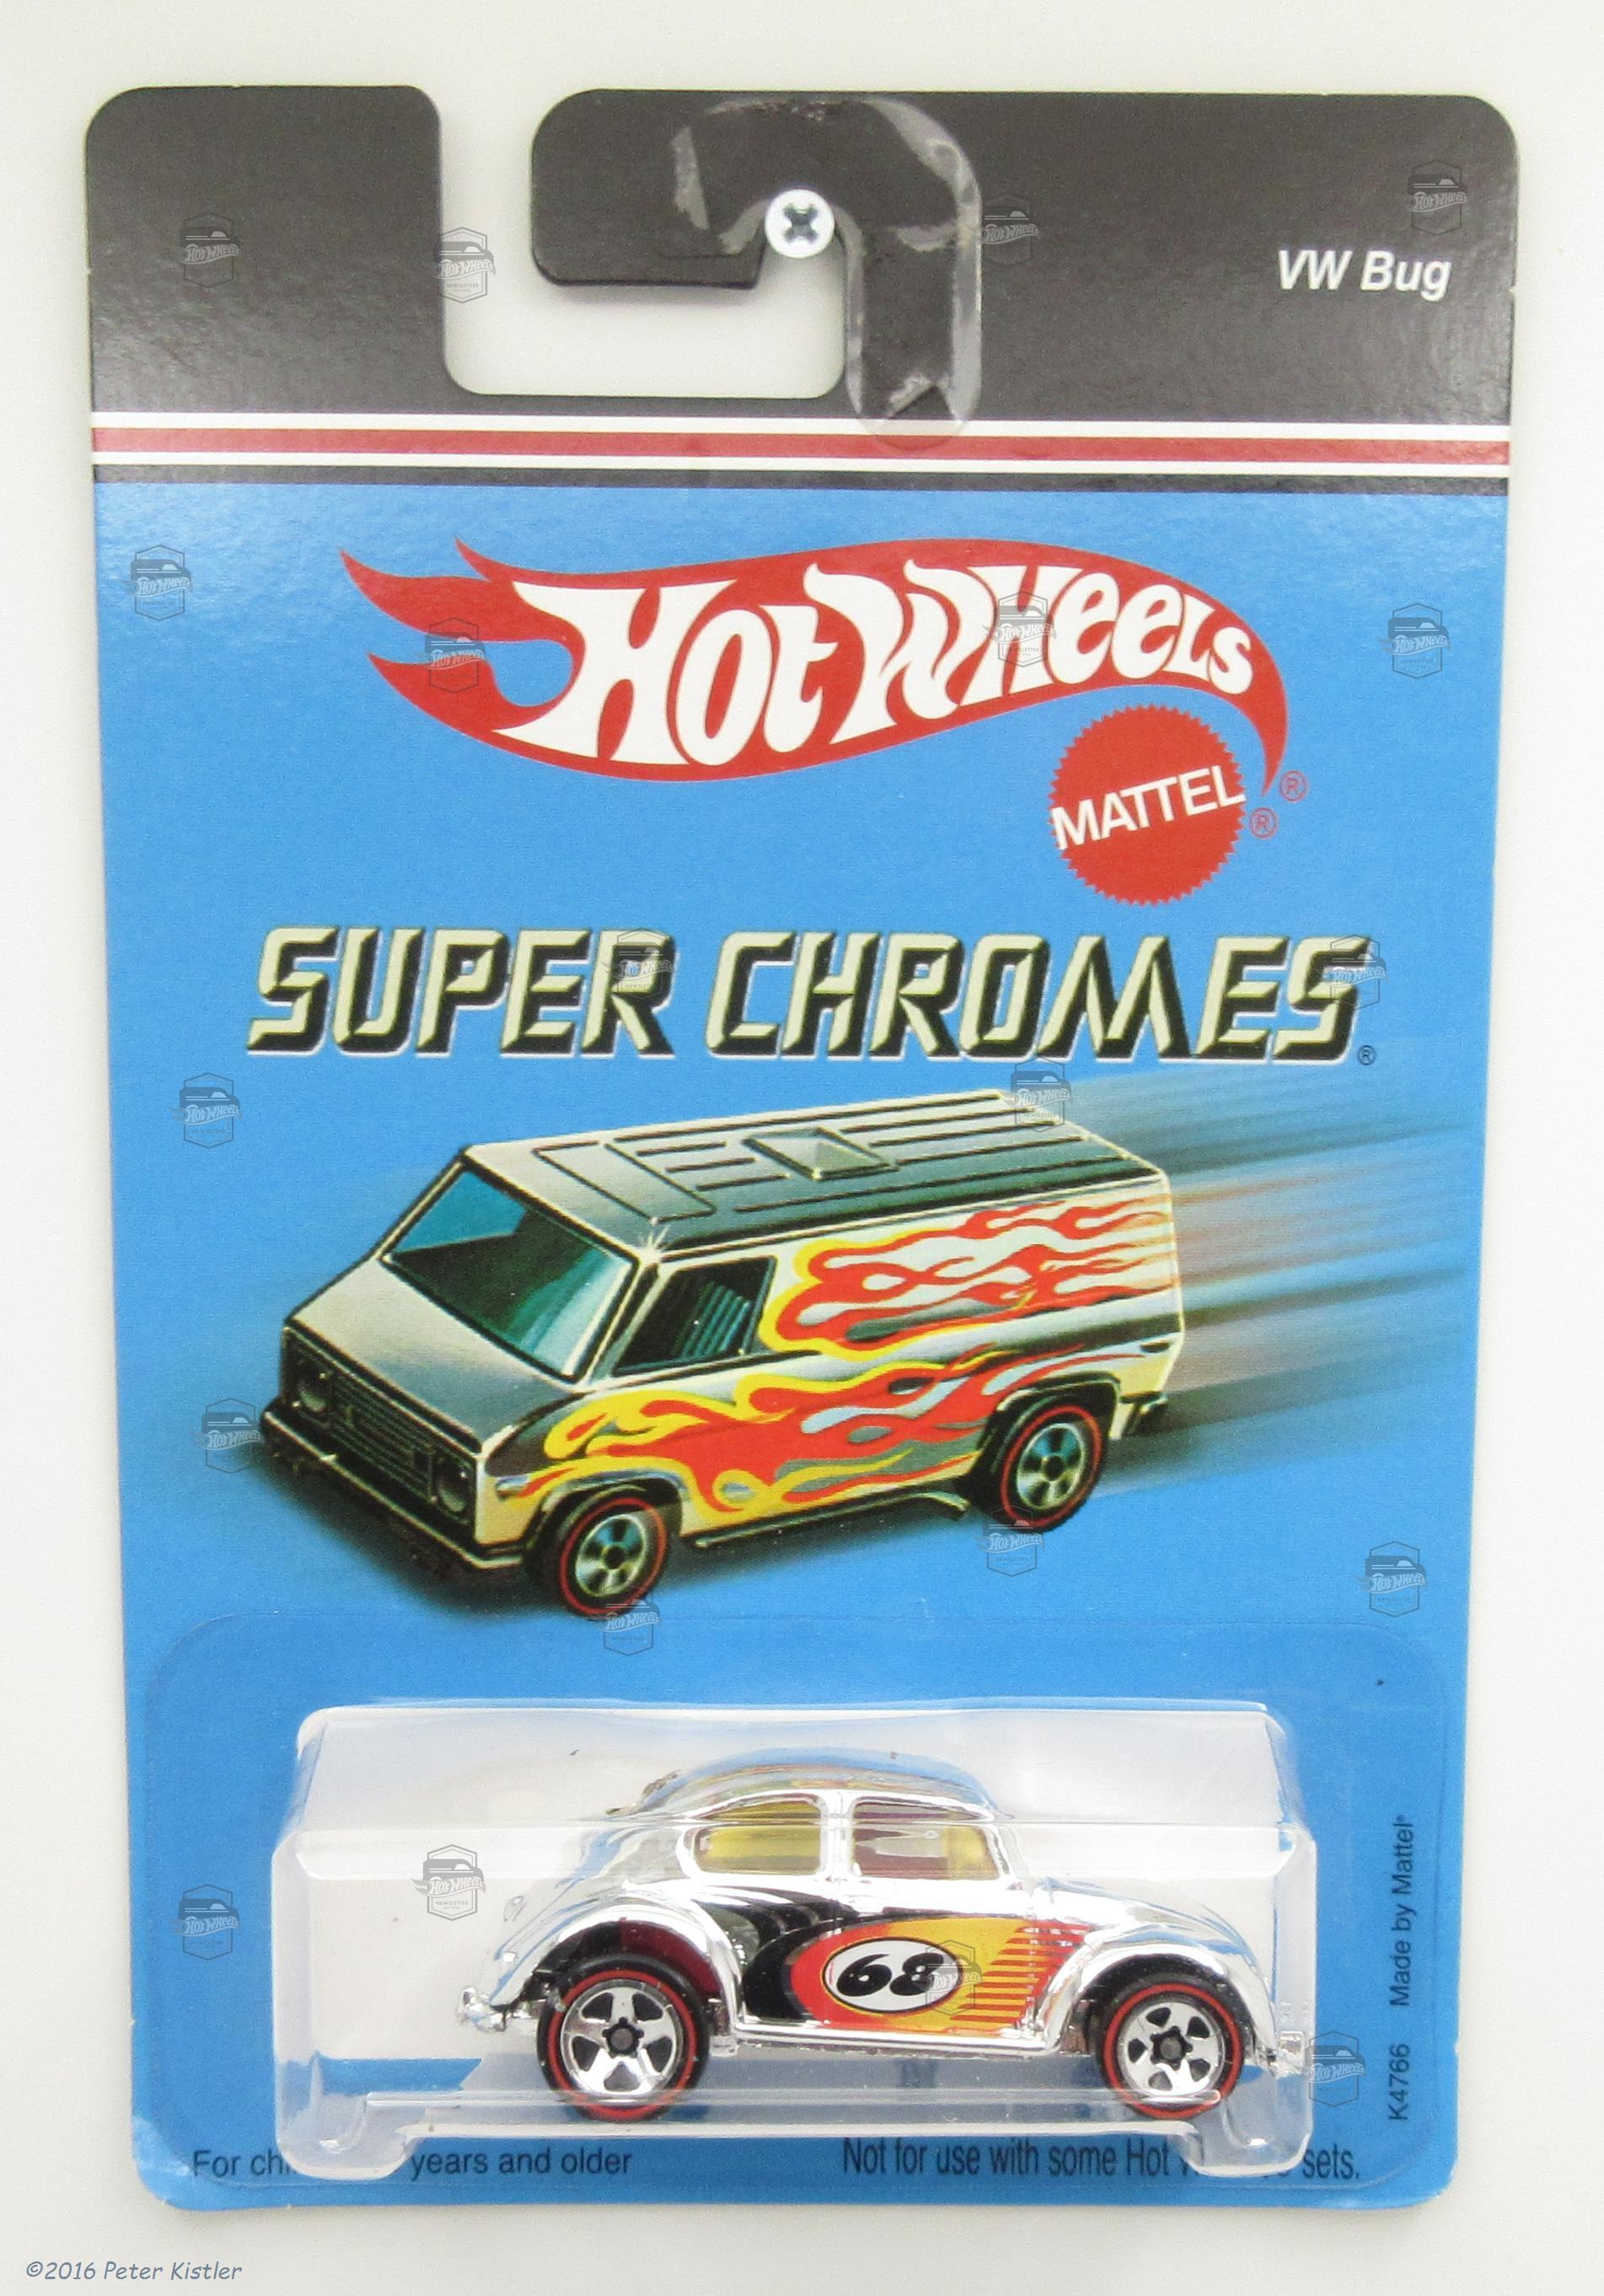 VW Bug
Hot Wheels
MATTEL
®
®
SUPER CHROMES®
68
K4766 Made by Mattel
For years and older
Not for use with some Hot sets.
©2016 Peter Kistler